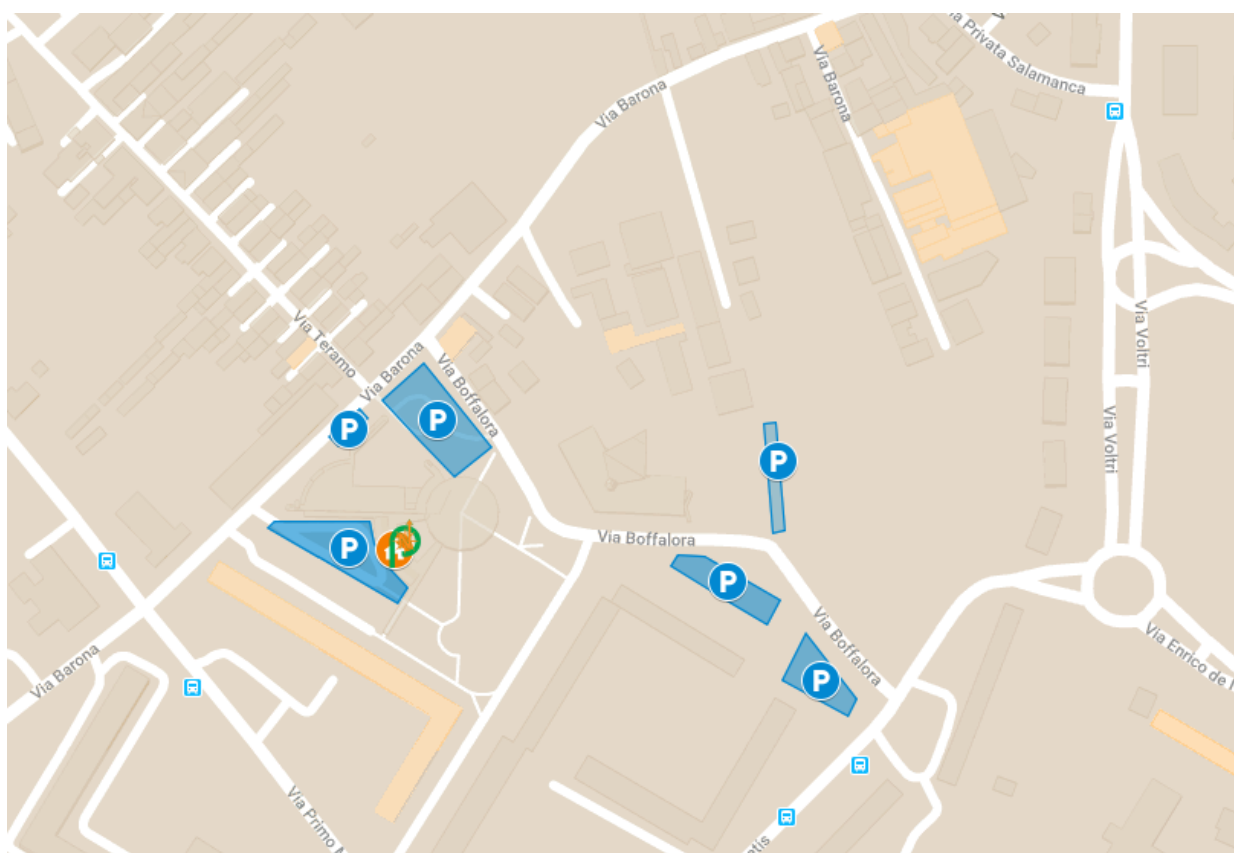 Via Privata Salamanca
Via Barona
Via Barona
Via Teramo
Via Barona
Via Boffalora
Via Voltri
Via Voltri
P
P
P
P
Via Boffalora
P
P
Via Boffalora
Via Enrico de
Via Barona
Via Primo